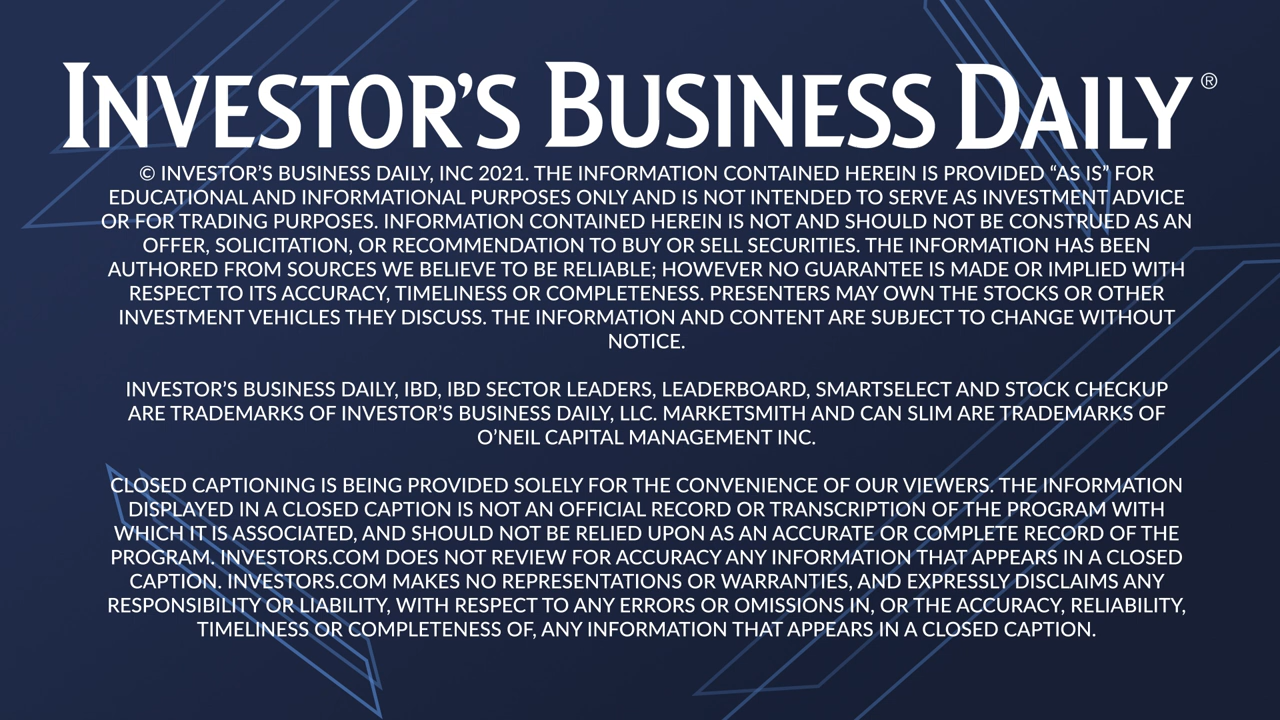 INVESTOR’S BUSINESS DAILY®
© INVESTOR’S BUSINESS DAILY, INC 2021. THE INFORMATION CONTAINED HEREIN IS PROVIDED “AS IS” FOR
EDUCATIONAL AND INFORMATIONAL PURPOSES ONLY AND IS NOT INTENDED TO SERVE AS INVESTMENT ADVICE
OR FOR TRADING PURPOSES. INFORMATION CONTAINED HEREIN IS NOT AND SHOULD NOT BE CONSTRUED AS AN
OFFER, SOLICITATION, OR RECOMMENDATION TO BUY OR SELL SECURITIES. THE INFORMATION HAS BEEN
AUTHORED FROM SOURCES WE BELIEVE TO BE RELIABLE; HOWEVER NO GUARANTEE IS MADE OR IMPLIED WITH
RESPECT TO ITS ACCURACY, TIMELINESS OR COMPLETENESS. PRESENTERS MAY OWN THE STOCKS OR OTHER
INVESTMENT VEHICLES THEY DISCUSS. THE INFORMATION AND CONTENT ARE SUBJECT TO CHANGE WITHOUT
NOTICE.
INVESTOR’S BUSINESS DAILY, IBD, IBD SECTOR LEADERS, LEADERBOARD, SMARTSELECT AND STOCK CHECKUP
ARE TRADEMARKS OF INVESTOR’S BUSINESS DAILY, LLC. MARKETSMITH AND CAN SLIM ARE TRADEMARKS OF
O’NEIL CAPITAL MANAGEMENT INC.
CLOSED CAPTIONING IS BEING PROVIDED SOLELY FOR THE CONVENIENCE OF OUR VIEWERS. THE INFORMATION
DISPLAYED IN A CLOSED CAPTION IS NOT AN OFFICIAL RECORD OR TRANSCRIPTION OF THE PROGRAM WITH
WHICH IT IS ASSOCIATED, AND SHOULD NOT BE RELIED UPON AS AN ACCURATE OR COMPLETE RECORD OF THE
PROGRAM. INVESTORS.COM DOES NOT REVIEW FOR ACCURACY ANY INFORMATION THAT APPEARS IN A CLOSED
CAPTION. INVESTORS.COM MAKES NO REPRESENTATIONS OR WARRANTIES, AND EXPRESSLY DISCLAIMS ANY
RESPONSIBILITY OR LIABILITY, WITH RESPECT TO ANY ERRORS OR OMISSIONS IN, OR THE ACCURACY, RELIABILITY,
TIMELINESS OR COMPLETENESS OF, ANY INFORMATION THAT APPEARS IN A CLOSED CAPTION.